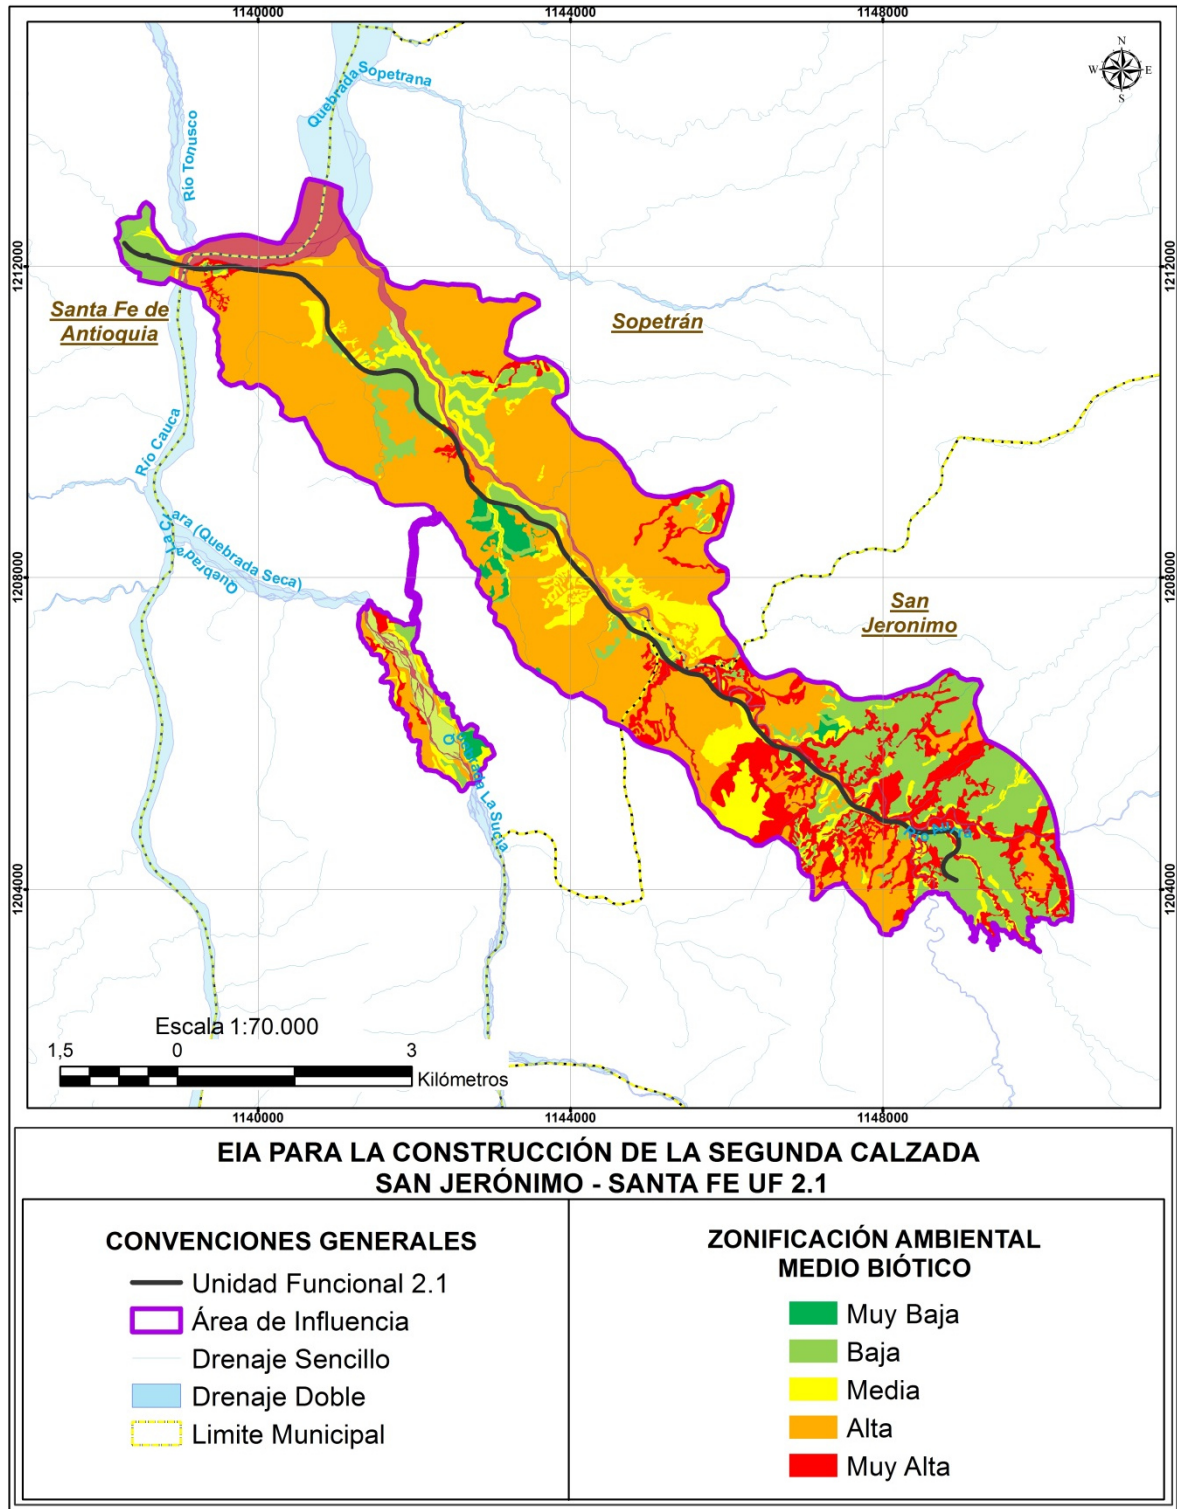 1140000 1144000 1148000
N
W E
S
Quebrada Sopetrana
Río Tonusco
1212000 1212000
Santa Fe de
Antioquia
Sopetrán
Río Cauca
ara (Quebrada Seca)
Quebrada La C
1208000 1208000
San
Jeronimo
Quebrada La Sucia
1204000 1204000
Escala 1:70.000
1,5 0 3
Kilómetros
1140000 1144000 1148000
EIA PARA LA CONSTRUCCIÓN DE LA SEGUNDA CALZADA
SAN JERÓNIMO - SANTA FE UF 2.1
CONVENCIONES GENERALES
Unidad Funcional 2.1
Área de Influencia
Drenaje Sencillo
Drenaje Doble
Limite Municipal
ZONIFICACIÓN AMBIENTAL
MEDIO BIÓTICO
Muy Baja
Baja
Media
Alta
Muy Alta